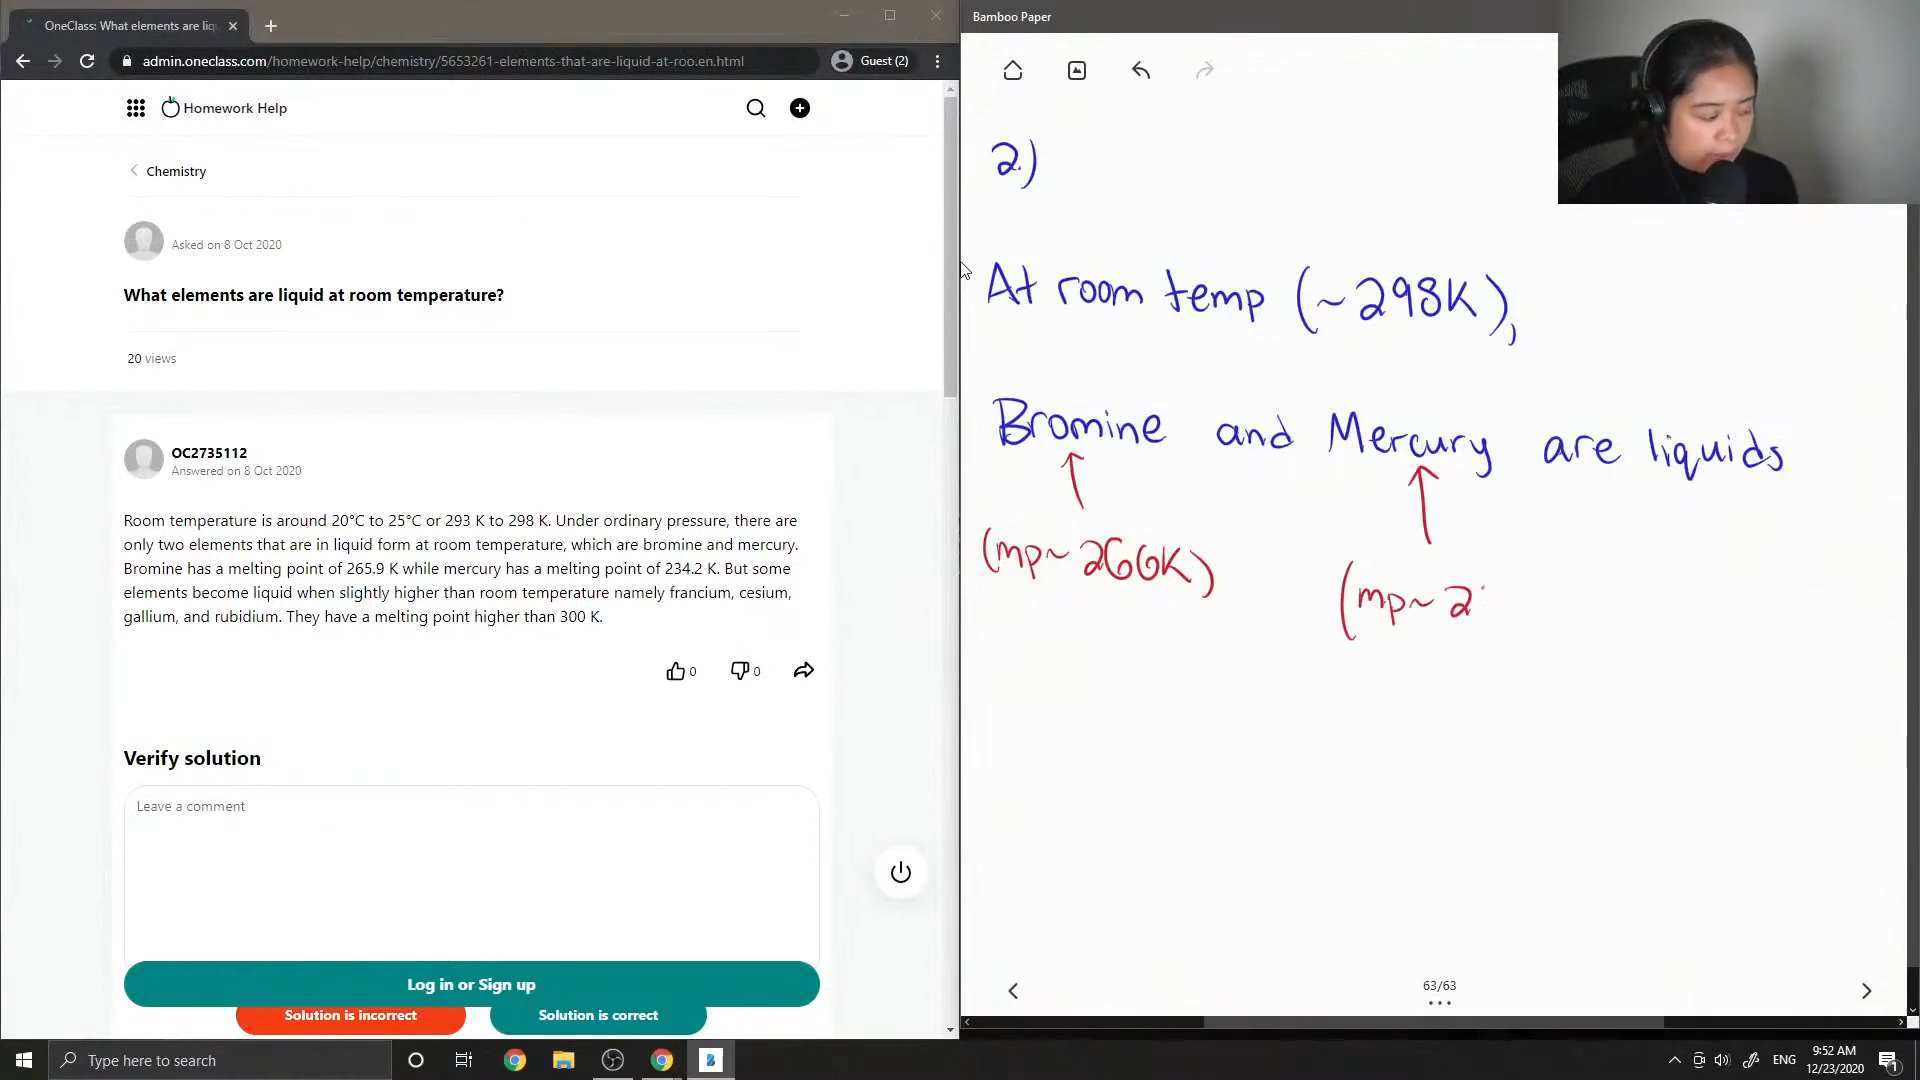 OneClass: What elements are liq
admin.oneclass.com/homework-help/chemistry/5653261-elements-that-are-liquid-at-roo.en.html
Guest (2)
Homework Help
Chemistry
Asked on 8 Oct 2020
What elements are liquid at room temperature?
20 views
OC2735112
Answered on 8 Oct 2020
Room temperature is around 20°C to 25°C or 293 K to 298 K. Under ordinary pressure, there are
only two elements that are in liquid form at room temperature, which are bromine and mercury.
Bromine has a melting point of 265.9 K while mercury has a melting point of 234.2 K. But some
elements become liquid when slightly higher than room temperature namely francium, cesium,
gallium, and rubidium. They have a melting point higher than 300 K.
0 0
Verify solution
Leave a comment
Log in or Sign up
Solution is incorrect Solution is correct
Bamboo Paper
2.)
At room temp (~298K),
Bromine and Mercury are liquids
(mp~ 266K)
(mp~ 2
63/63
Type here to search
ENG
9:52 AM
12/23/2020
1